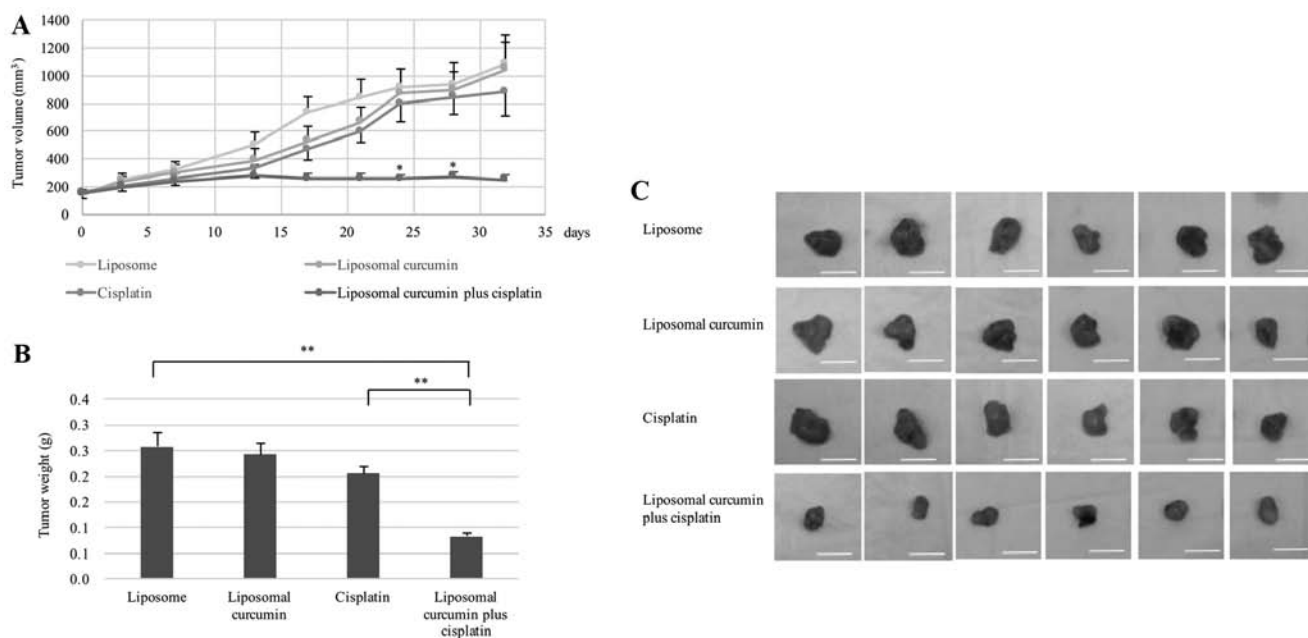 A
Tumor volume (mm³)
1400
1200
1000
800
600
400
200
0
*
*
0
5
10
15
20
25
30
35
days
Liposome
Liposomal curcumin
Cisplatin
Liposomal curcumin plus cisplatin
B
**
**
Tumor weight (g)
0.4
0.3
0.3
0.2
0.2
0.1
0.1
0.0
Liposome
Liposomal
curcumin
Cisplatin
Liposomal
curcumin plus
cisplatin
C
Liposome
Liposomal curcumin
Cisplatin
Liposomal curcumin
plus cisplatin